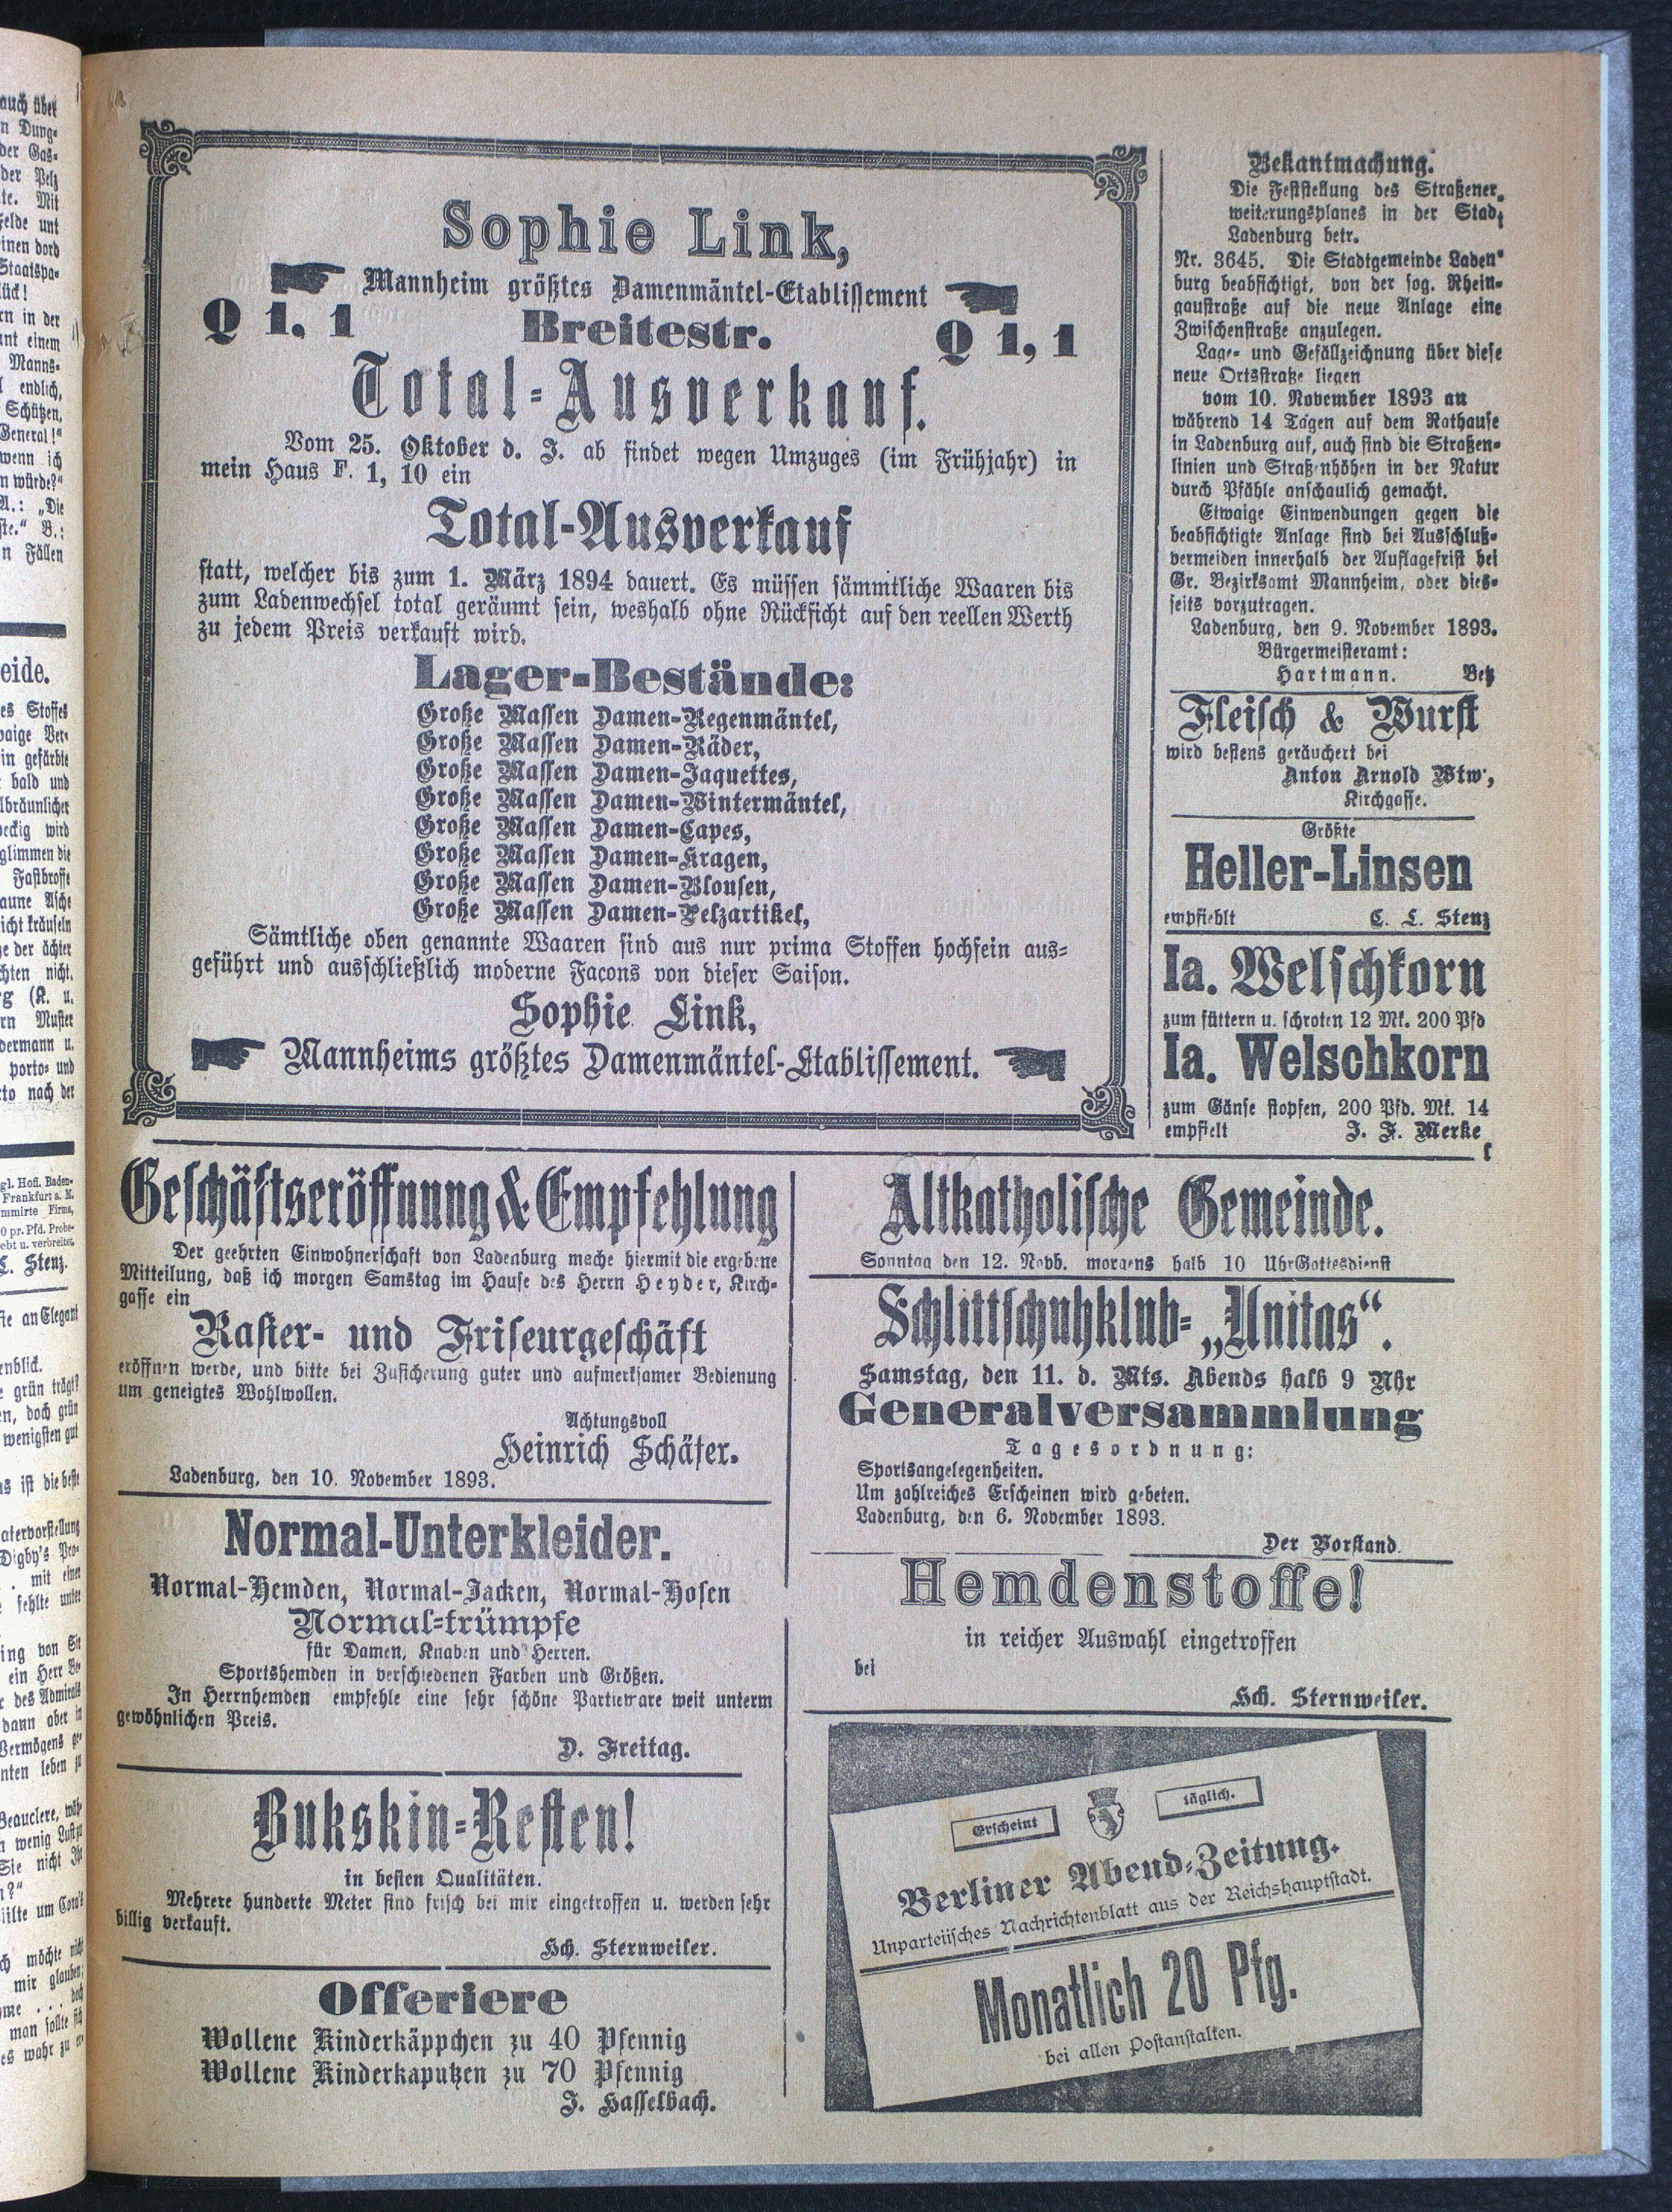 Sophie Link,
Mannheim größtes Damenmäntel-Etablissement
Q 1, 1 Breitestr. Q 1, 1
Total-Ausverkauf.
Vom 25. Oktober d. J. ab findet wegen Umzuges (im Frühjahr) in
mein Haus F. 1, 10 ein
Total-Ausverkauf
statt, welcher bis zum 1. März 1894 dauert. Es müssen sämmtliche Waaren bis
zum Ladenwechsel total geräumt sein, weshalb ohne Rücksicht auf den reellen Werth
zu jedem Preis verkauft wird.
Lager-Bestände:
Große Massen Damen-Regenmäntel,
Große Massen Damen-Räder,
Große Massen Damen-Jaquettes,
Große Massen Damen-Wintermäntel,
Große Massen Damen-Capes,
Große Massen Damen-Kragen,
Große Massen Damen-Blousen,
Große Massen Damen-Pelzartikel,
Sämtliche oben genannte Waaren sind aus nur prima Stoffen hochfein aus-
geführt und ausschließlich moderne Facons von dieser Saison.
Sophie Link,
Mannheims größtes Damenmäntel-Etablissement.
Bekantmachung.
Die Feststellung des Straßener-
weiterungsplanes in der Stadt
Ladenburg betr.
Nr. 3645. Die Stadtgemeinde Laden-
burg beabsichtigt, von der sog. Rhein-
gaustraße auf die neue Anlage eine
Zwischenstraße anzulegen.
Lage- und Gefällzeichnung über diese
neue Ortsstraße liegen
vom 10. November 1893 an
während 14 Tagen auf dem Rathause
in Ladenburg auf, auch sind die Straßen-
linien und Straßenhöhen in der Natur
durch Pfähle anschaulich gemacht.
Etwaige Einwendungen gegen die
beabsichtigte Anlage sind bei Ausschluß-
vermeiden innerhalb der Auflagefrist bei
Gr. Bezirksamt Mannheim, oder dies-
seits vorzutragen.
Ladenburg, den 9. November 1893.
Bürgermeisteramt:
Hartmann. Betz
Fleisch & Wurst
wird bestens geräuchert bei
Anton Arnold Wtw.,
Kirchgasse.
Größte
Heller-Linsen
empfiehlt C. L. Stenz
Ia. Welschkorn
zum füttern u. schroten 12 Mk. 200 Pfd
Ia. Welschkorn
zum Gänse stopfen, 200 Pfd. Mk. 14
empfielt J. F. Merke
l
Geschäftseröffnung & Empfehlung
Der geehrten Einwohnerschaft von Ladenburg mache hiermit die ergebene
Mitteilung, daß ich morgen Samstag im Hause des Herrn Heyder, Kirch-
gasse ein
Rasier- und Friseurgeschäft
eröffnen werde, und bitte bei Zusicherung guter und aufmerksamer Bedienung
um geneigtes Wohlwollen.
Achtungsvoll
Heinrich Schäfer.
Ladenburg, den 10. November 1893.
Normal-Unterkleider.
Normal-Hemden, Normal-Jacken, Normal-Hosen
Normal-trümpfe
für Damen, Knaben und Herren.
Sportshemden in verschiedenen Farben und Größen.
In Herrnhemden empfehle eine sehr schöne Partieware weit unterm
gewöhnlichen Preis.
D. Freitag.
Bukskin-Resten!
in besten Qualitäten.
Mehrere hunderte Meter sind frisch bei mir eingetroffen u. werden sehr
billig verkauft.
Hch. Sternweiler.
Offeriere
Wollene Kinderkäppchen zu 40 Pfennig
Wollene Kinderkaputzen zu 70 Pfennig
J. Hasselbach.
Altkatholische Gemeinde.
Sonntag den 12. Novb. morgens halb 10 Uhr Gottesdienst
Schlittschuhklub-„Unitas“.
Samstag, den 11. d. Mts. Abends halb 9 Uhr
Generalversammlung
Tagesordnung:
Sportsangelegenheiten.
Um zahlreiches Erscheinen wird gebeten.
Ladenburg, den 6. November 1893.
Der Vorstand.
Hemdenstoffe!
in reicher Auswahl eingetroffen
bei
Hch. Sternweiler.
Erscheint täglich.
Berliner Abend-Zeitung.
Unparteiisches Nachrichtenblatt aus der Reichshauptstadt.
Monatlich 20 Pfg.
bei allen Postanstalten.